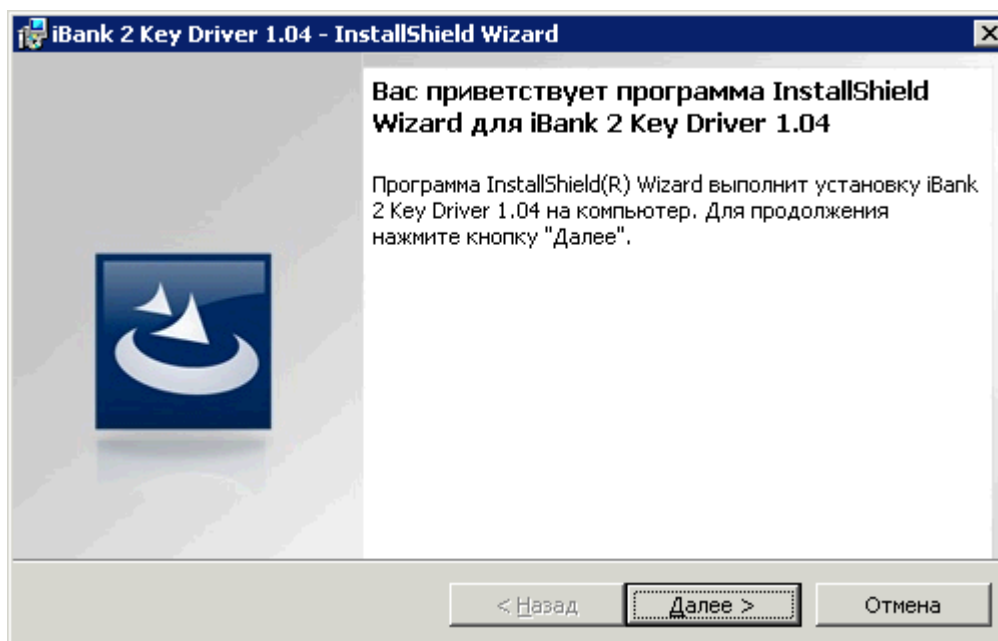 iBank 2 Key Driver 1.04 - InstallShield Wizard
Вас приветствует программа InstallShield
Wizard для iBank 2 Key Driver 1.04
Программа InstallShield(R) Wizard выполнит установку iBank
2 Key Driver 1.04 на компьютер. Для продолжения
нажмите кнопку "Далее".
< Назад
Далее >
Отмена